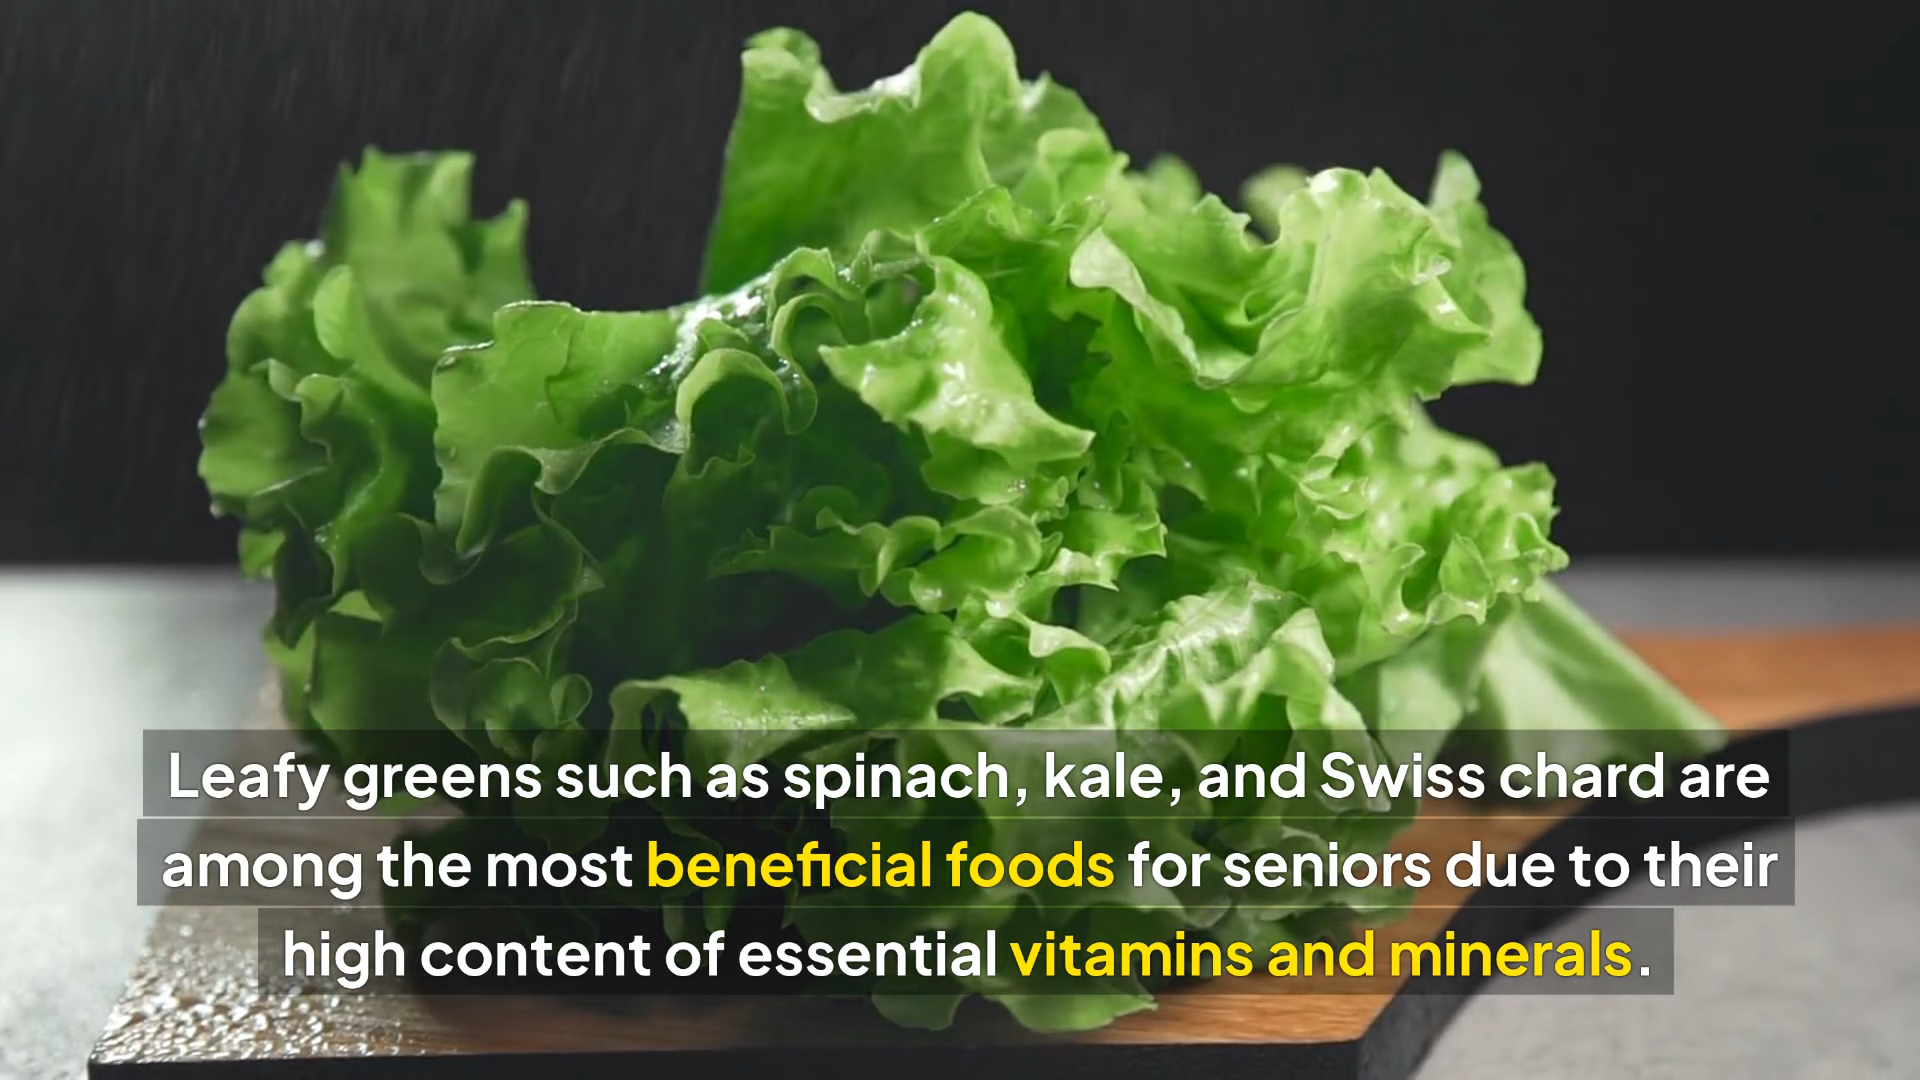 Leafy greens such as spinach, kale, and Swiss chard are
among the most beneficial foods for seniors due to their
high content of essential vitamins and minerals.